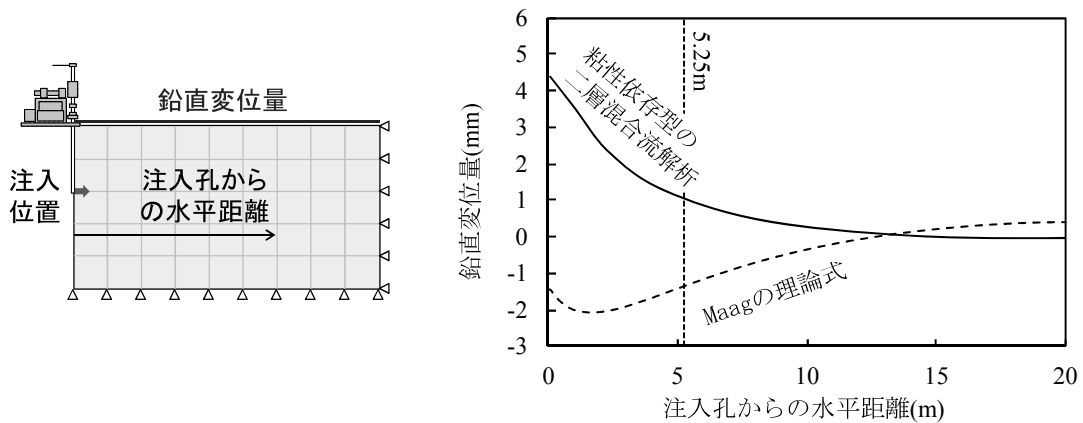 鉛直変位量
注入
位置
注入孔から
の水平距離
鉛直変位量(mm)
6
5
4
3
2
1
0
-1
-2
-3
5.25m
粘性依存型の
二層混合流解析
Maagの理論式
0
5
10
15
20
注入孔からの水平距離(m)